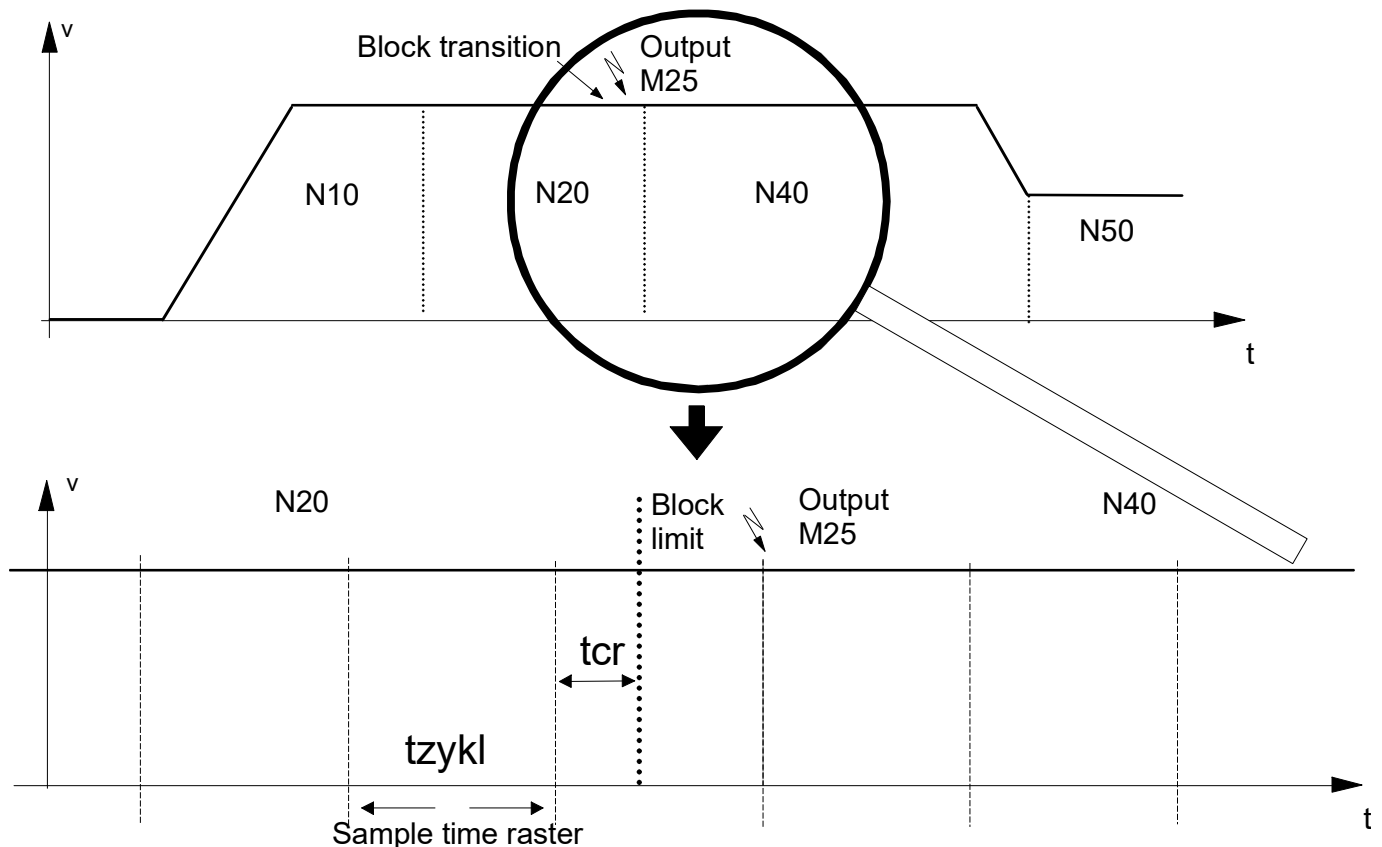 v
Block transition
Output
M25
N10
N20
N40
N50
t
v
N20
Block
limit
Output
M25
N40
tcr
tzykl
Sample time raster
t